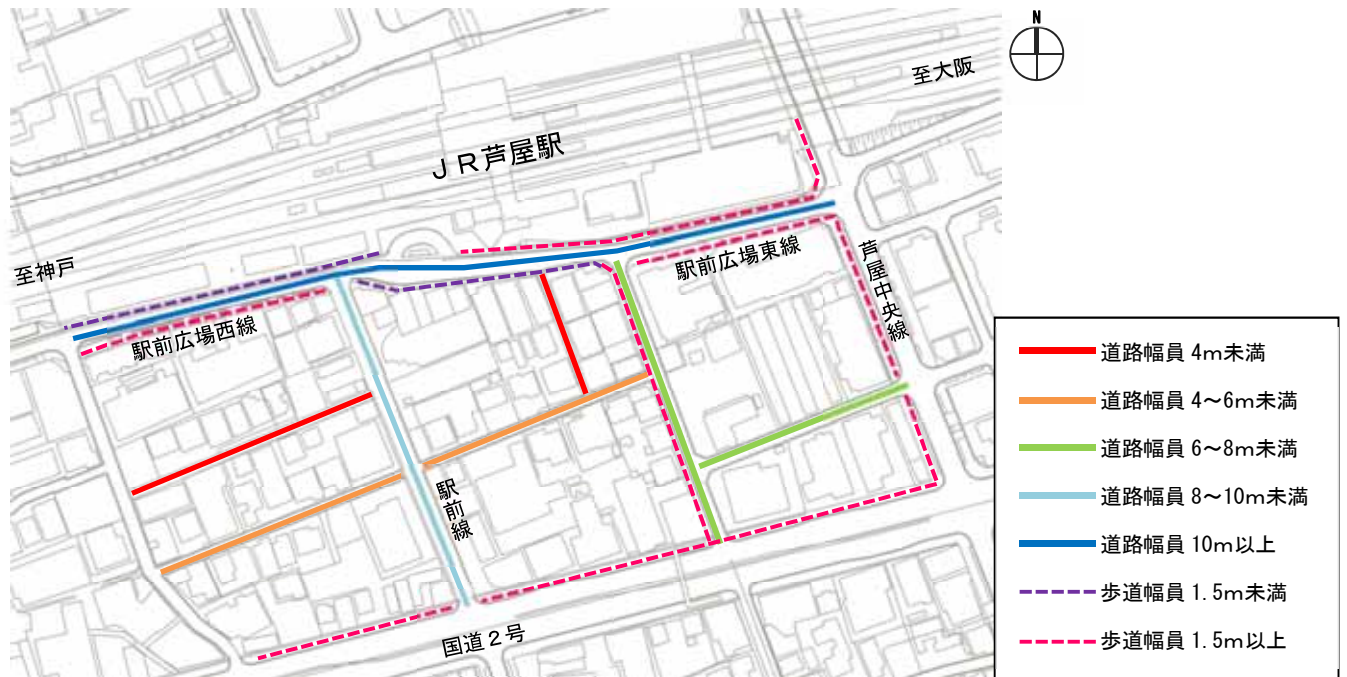 N
至大阪
JR芦屋駅
至神戸
駅前広場東線
芦屋中央線
駅前広場西線
駅前線
国道2号
道路幅員 4m未満
道路幅員 4~6m未満
道路幅員 6~8m未満
道路幅員 8~10m未満
道路幅員 10m以上
歩道幅員 1.5m未満
歩道幅員 1.5m以上